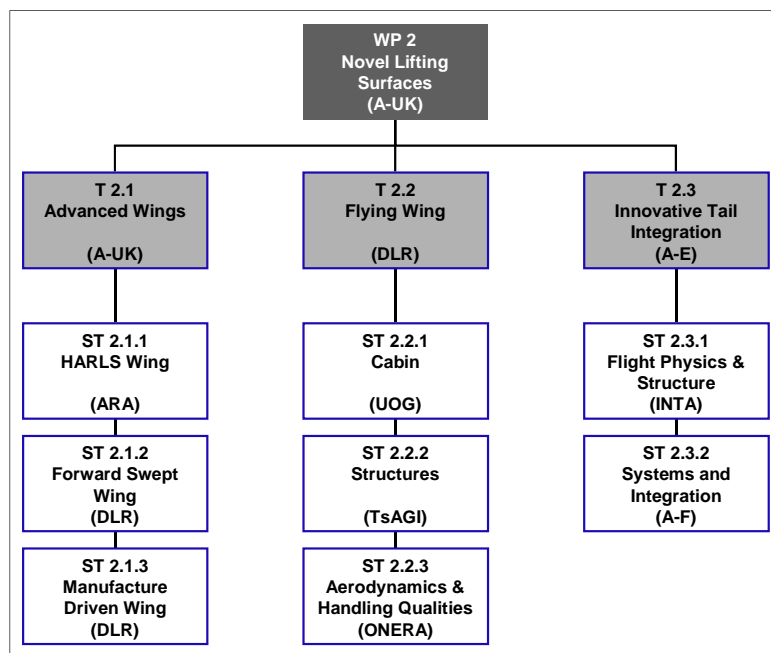 WP 2
Novel Lifting
Surfaces
(A-UK)
T 2.1
Advanced Wings
(A-UK)
T 2.2
Flying Wing
(DLR)
T 2.3
Innovative Tail
Integration
(A-E)
ST 2.1.1
HARLS Wing
(ARA)
ST 2.1.2
Forward Swept
Wing
(DLR)
ST 2.1.3
Manufacture
Driven Wing
(DLR)
ST 2.2.1
Cabin
(UOG)
ST 2.2.2
Structures
(TsAGI)
ST 2.2.3
Aerodynamics &
Handling Qualities
(ONERA)
ST 2.3.1
Flight Physics &
Structure
(INTA)
ST 2.3.2
Systems and
Integration
(A-F)